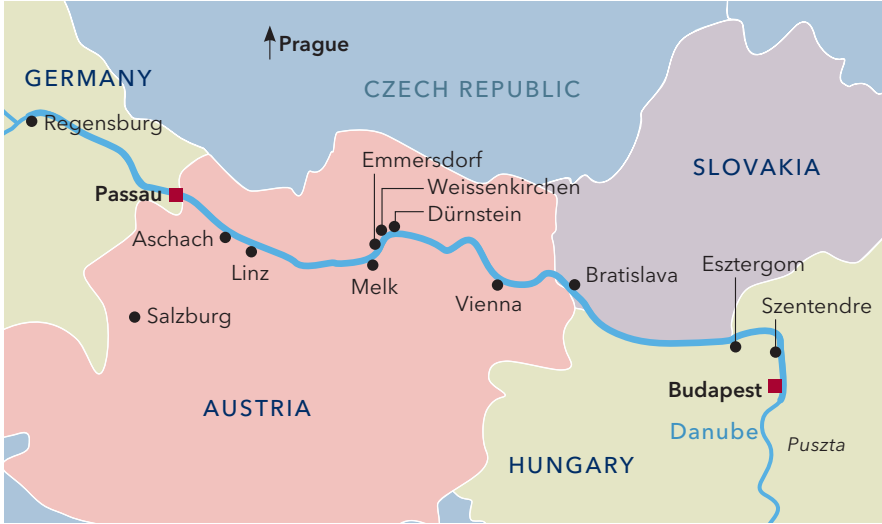 Prague
GERMANY
CZECH REPUBLIC
Regensburg
Emmersdorf
SLOVAKIA
Weissenkirchen
Passau
Dürnstein
Aschach
Linz
Melk
Vienna
Bratislava
Esztergom
Szentendre
Salzburg
Budapest
AUSTRIA
Danube
Puszta
HUNGARY